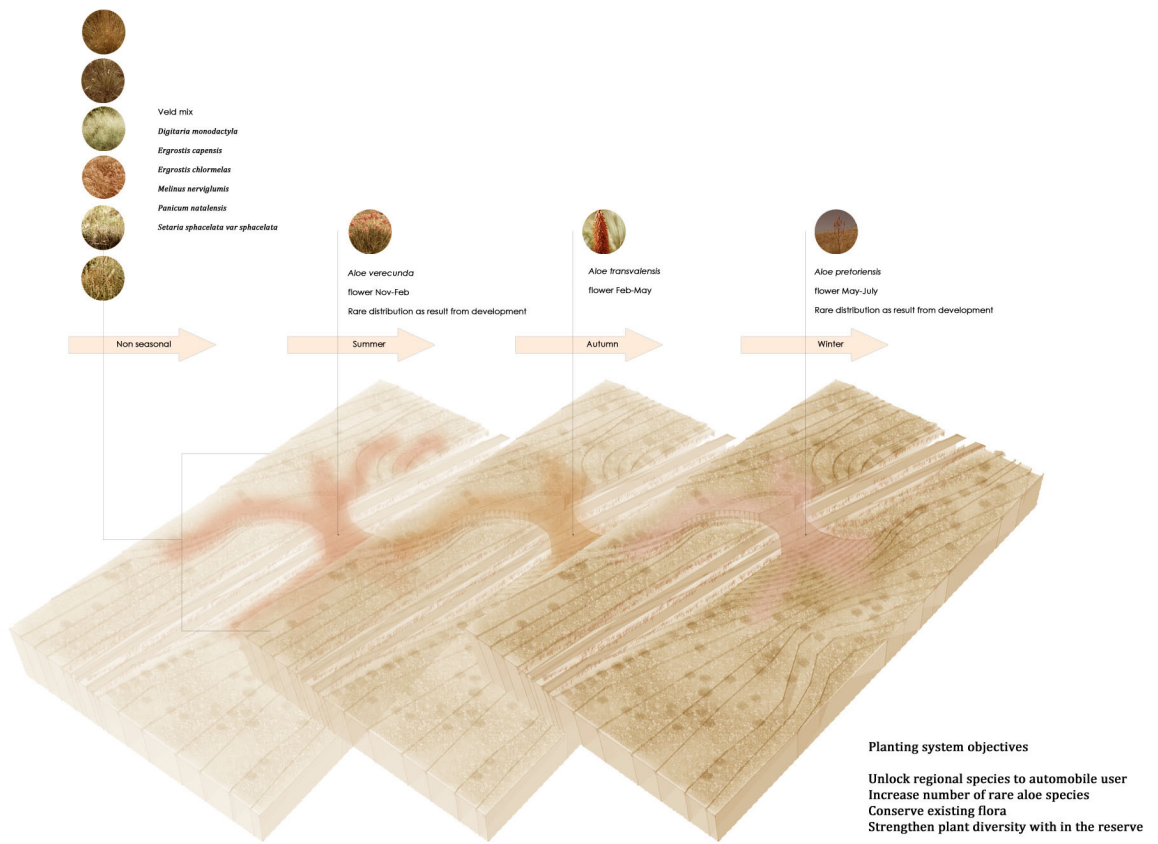 Veld mix
Digitaria monodactyla
Ergrostis capensis
Ergrostis chlormelas
Melinus nerviglumis
Panicum natalensis
Setaria sphacelata var sphacelata
Aloe verecunda
flower Nov-Feb
Rare distribution as result from development
Aloe transvalensis
flower Feb-May
Aloe pretoriensis
flower May-July
Rare distribution as result from development
Non seasonal
Summer
Autumn
Winter
Planting system objectives
Unlock regional species to automobile user
Increase number of rare aloe species
Conserve existing flora
Strengthen plant diversity with in the reserve